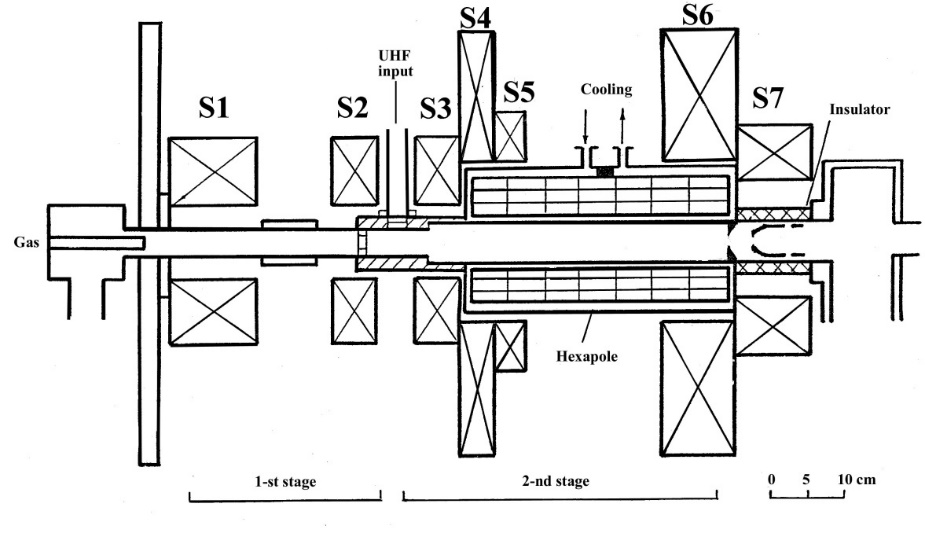 S4
S6
UHF
input
S1
S2
S3
S5
Cooling
S7
Insulator
Gas
Hexapole
1-st stage
2-nd stage
0 5 10 cm